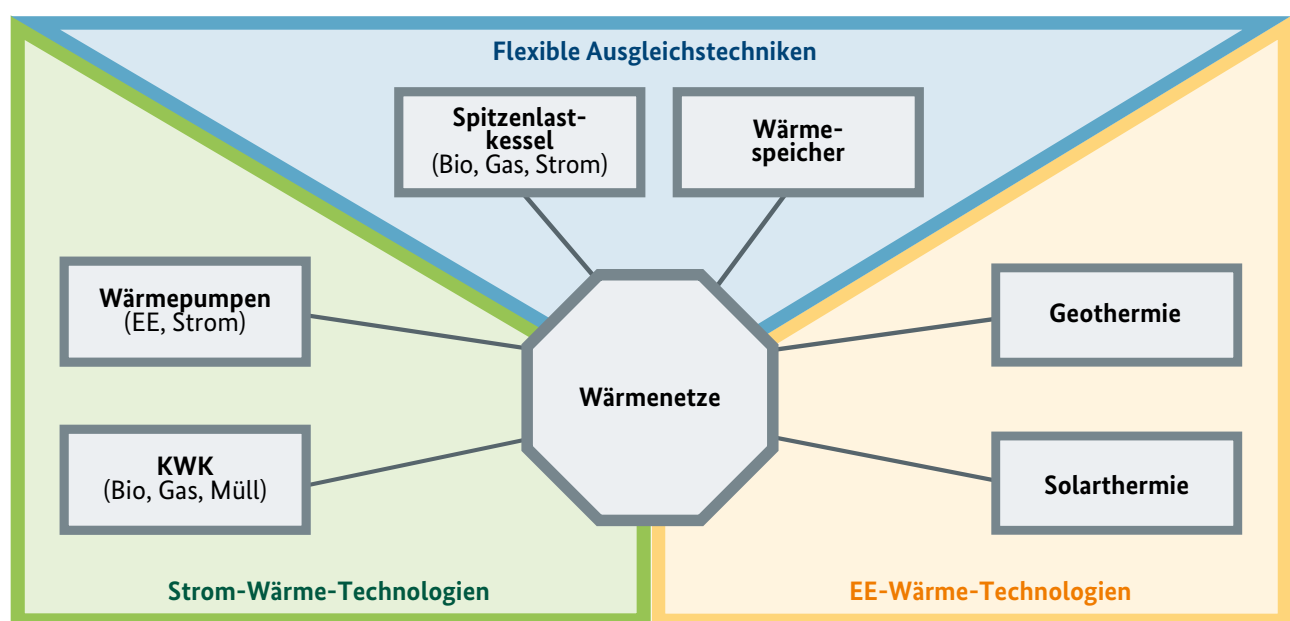 Flexible Ausgleichstechniken
Spitzenlast-
kessel
(Bio, Gas, Strom)
Wärme-
speicher
Wärmepumpen
(EE, Strom)
Geothermie
Wärmenetze
KWK
(Bio, Gas, Müll)
Solarthermie
Strom-Wärme-Technologien
EE-Wärme-Technologien